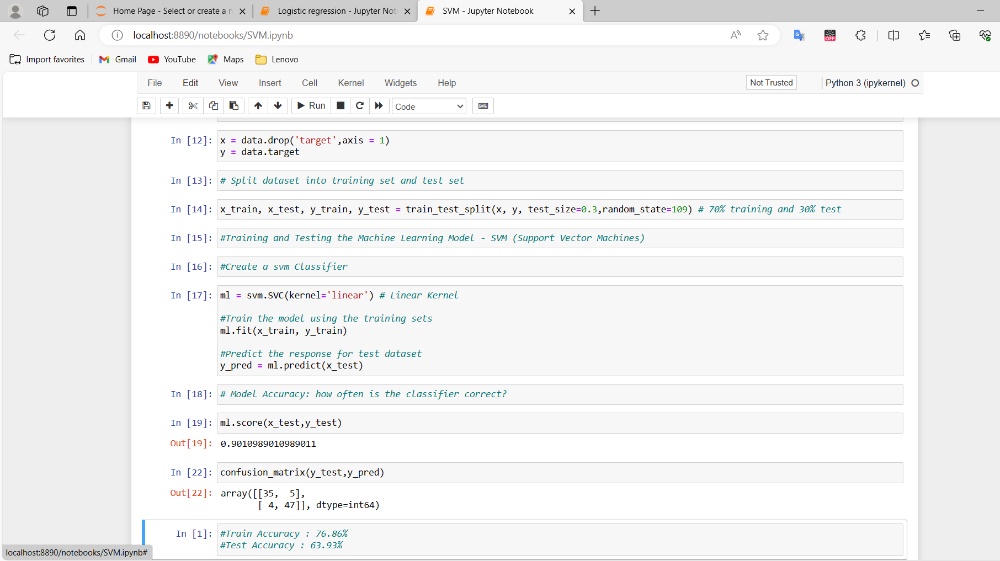 Home Page - Select or create a n
Logistic regression - Jupyter Note
SVM - Jupyter Notebook
localhost:8890/notebooks/SVM.ipynb
OFF
Import favorites
Gmail
YouTube
Maps
Lenovo
File Edit View Insert Cell Kernel Widgets Help
Not Trusted
Python 3 (ipykernel)
Run
Code
In [12]: x = data.drop('target',axis = 1)
y = data.target
In [13]: # Split dataset into training set and test set
In [14]: x_train, x_test, y_train, y_test = train_test_split(x, y, test_size=0.3,random_state=109) # 70% training and 30% test
In [15]: #Training and Testing the Machine Learning Model - SVM (Support Vector Machines)
In [16]: #Create a svm Classifier
In [17]: ml = svm.SVC(kernel='linear') # Linear Kernel
#Train the model using the training sets
ml.fit(x_train, y_train)
#Predict the response for test dataset
y_pred = ml.predict(x_test)
In [18]: # Model Accuracy: how often is the classifier correct?
In [19]: ml.score(x_test,y_test)
Out[19]: 0.9010989010989011
In [22]: confusion_matrix(y_test,y_pred)
Out[22]: array([[35,  5],
[ 4, 47]], dtype=int64)
In [1]: #Train Accuracy : 76.86%
#Test Accuracy : 63.93%
localhost:8890/notebooks/SVM.ipynb#